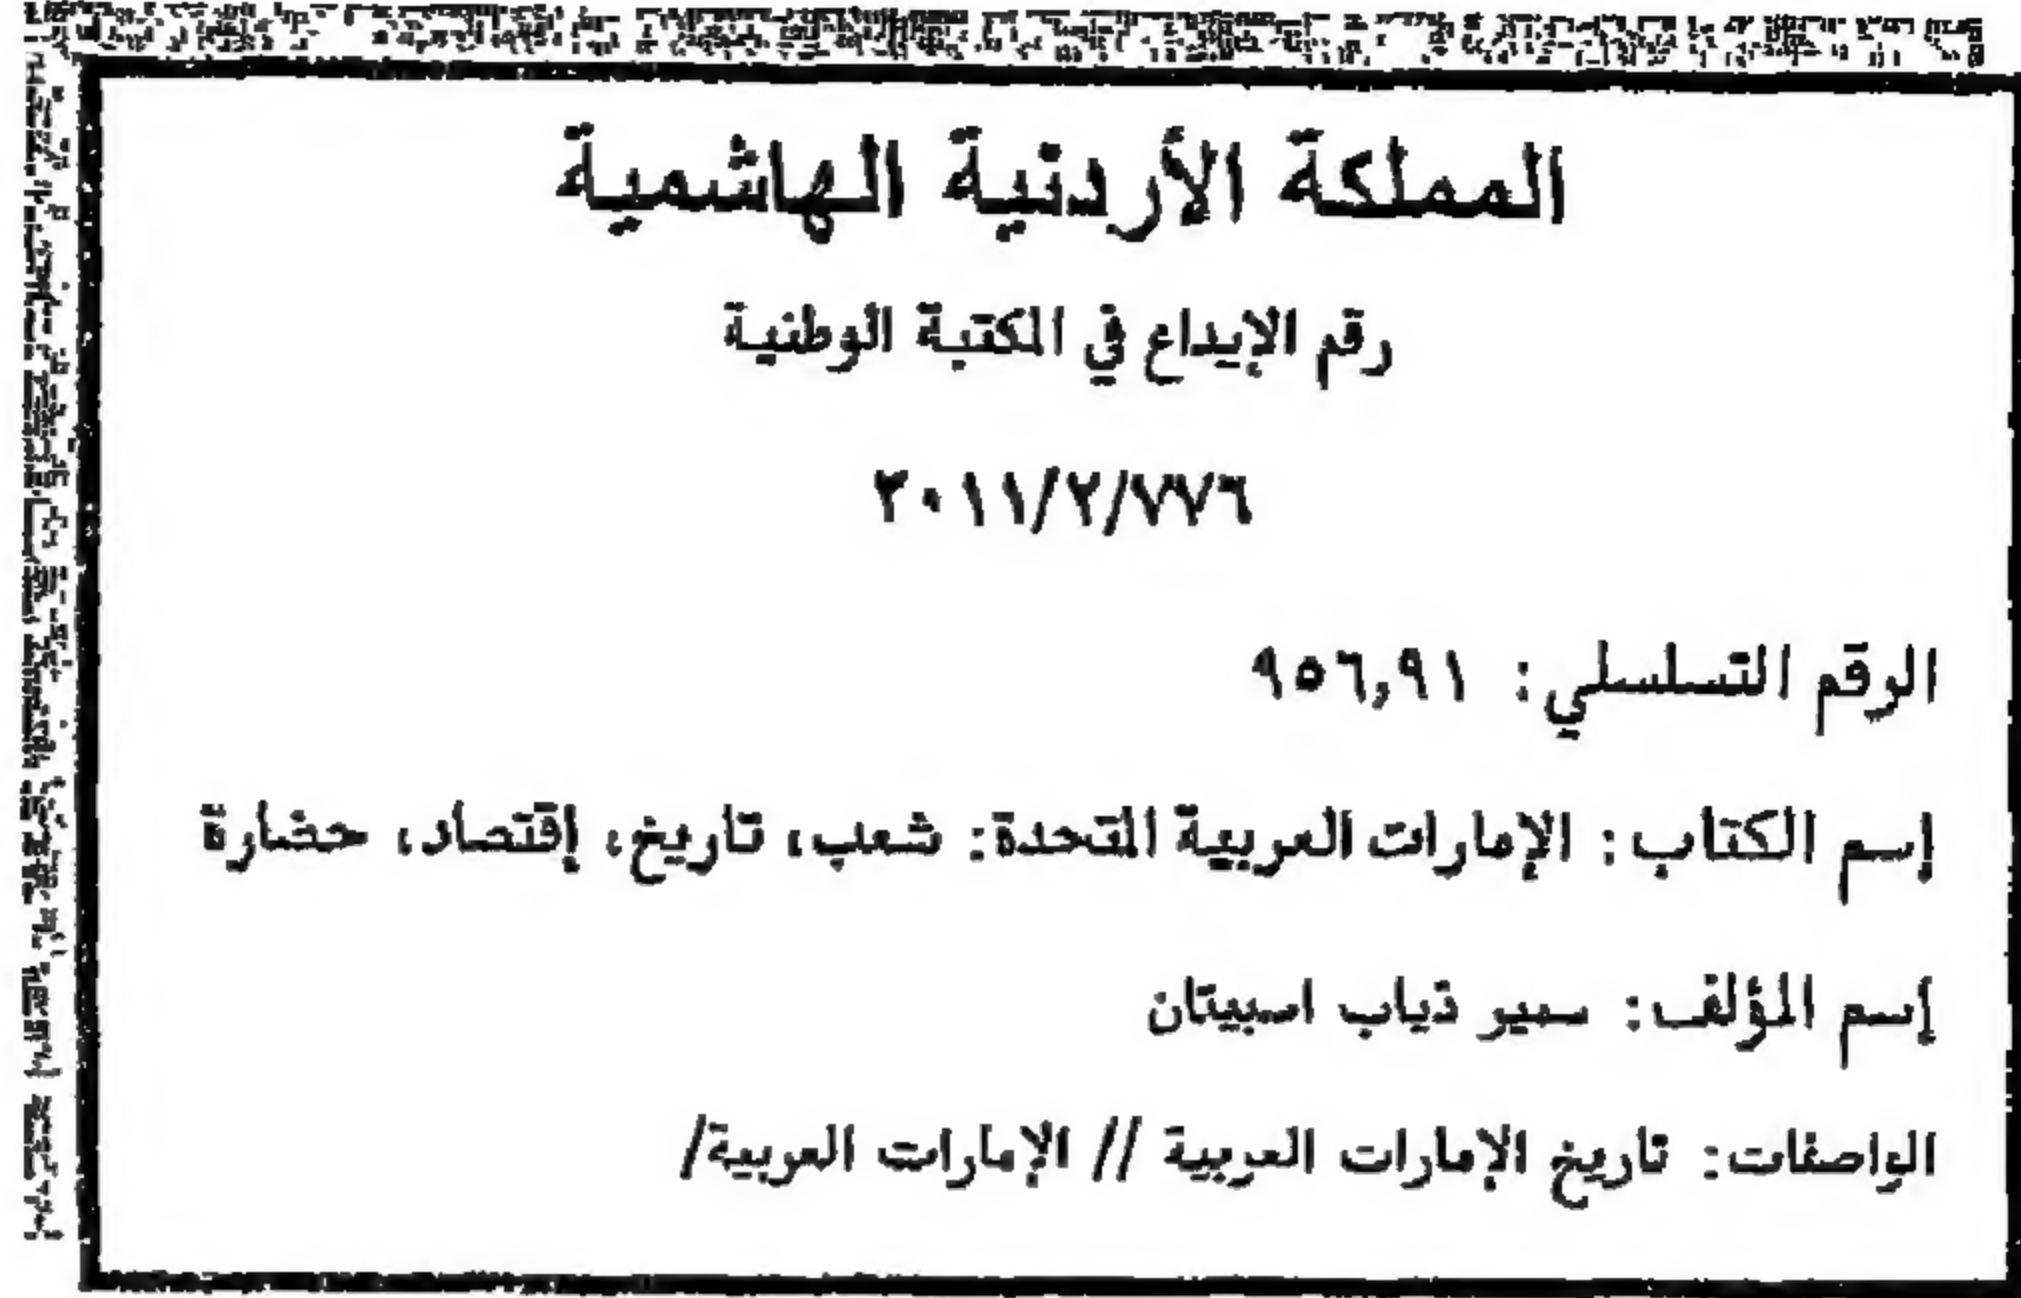 المملكة الأردنية الهاشمية
رقم الإيداع في المكتبة الوطنية
٢٠١١/٢/٧٧٦
الرقم التسلسلي: ٩٥٦,٩١
إسم الكتاب: الإمارات العربية المتحدة: شعب، تاريخ، إقتصاد، حضارة
إسم المؤلف: سمير ذياب اسبيتان
الواصفات: تاريخ الإمارات العربية // الإمارات العربية/